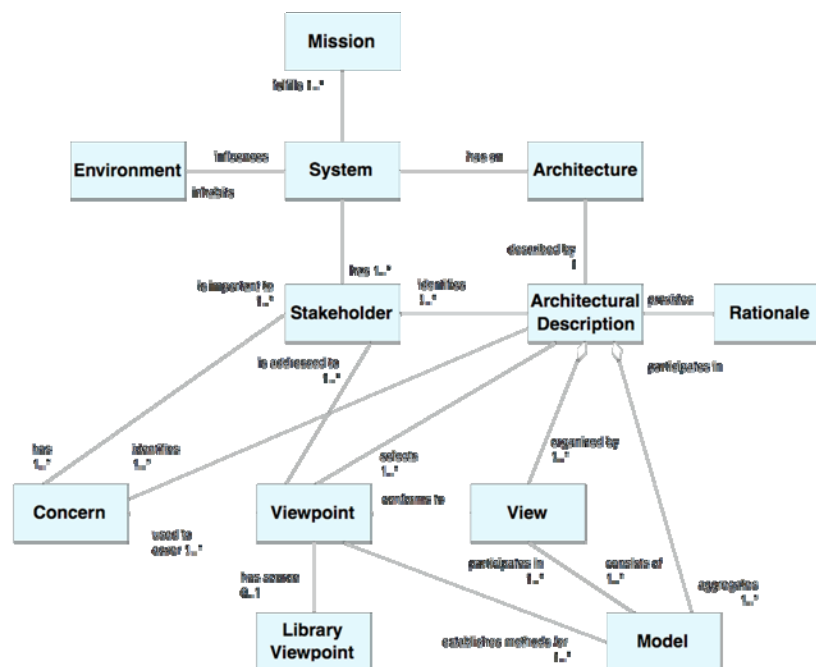 Mission
fulfills 1..*
Environment
influences
inhabits
System
has an
Architecture
has 1..*
described by
1
is important to
1..*
Stakeholder
identifies
1..*
Architectural
Description
provides
Rationale
is addressed to
1..*
participates in
has
1..*
identifies
1..*
selects
1..*
organized by
1..*
Concern
used to
cover 1..*
Viewpoint
conforms to
View
has source
0..1
participates in
1..*
consists of
1..*
aggregates
1..*
Library
Viewpoint
establishes methods for
1..*
Model